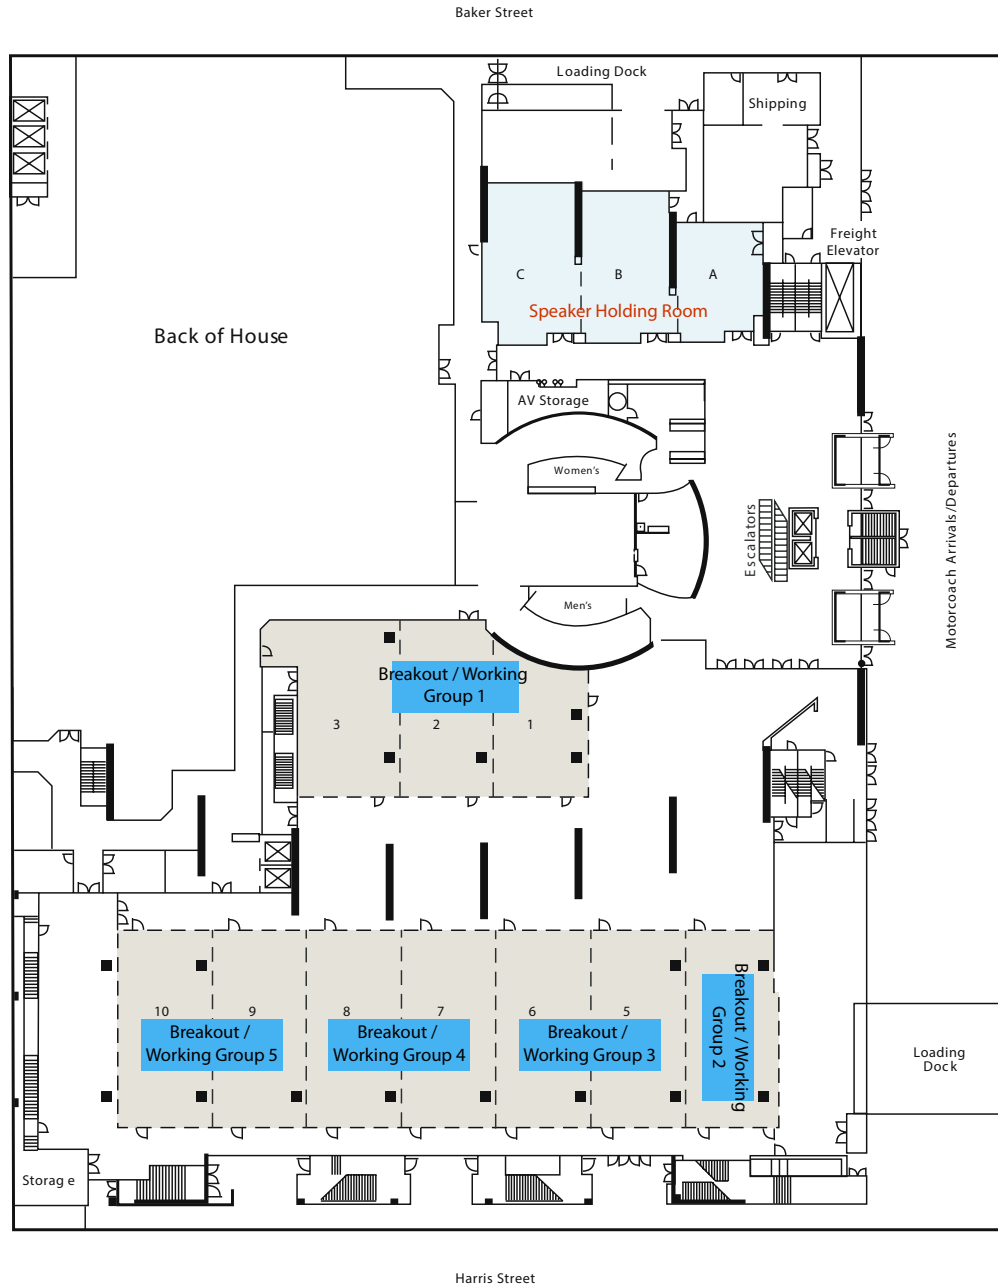 Baker Street
Loading Dock
Shipping
Freight
Elevator
C
B
A
Speaker Holding Room
Back of House
AV Storage
Women's
Escalators
Motorcoach Arrivals/Departures
Men's
Breakout / Working
Group 1
3
2
1
10
9
8
7
6
5
Breakout /
Working Group 5
Breakout /
Working Group 4
Breakout /
Working Group 3
Breakout / Working
Group 2
Loading
Dock
Storag e
Harris Street